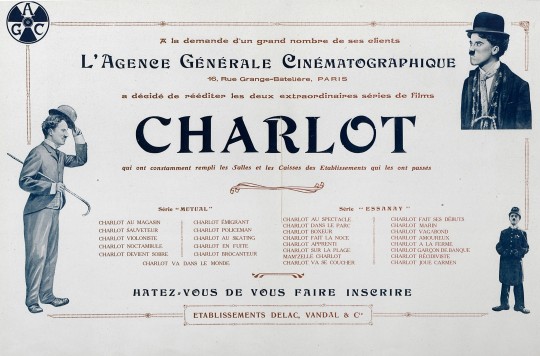 AGC
A la demande d'un grand nombre de ses clients
L'AGENCE GÉNÉRALE CINÉMATOGRAPHIQUE
16, Rue Grange-Batelière, PARIS
a décidé de rééditer les deux extraordinaires séries de films
CHARLOT
qui ont constamment rempli les Salles et les Caisses des Etablissements qui les ont passés
Série "MUTUAL"
CHARLOT AU MAGASIN
CHARLOT SAUVETEUR
CHARLOT VIOLONISTE
CHARLOT NOCTAMBULE
CHARLOT DEVIENT SOBRE
CHARLOT ÉMIGRANT
CHARLOT POLICEMAN
CHARLOT AU SKATING
CHARLOT EN FUITE
CHARLOT BROCANTEUR
CHARLOT VA DANS LE MONDE
Série "ESSANAY"
CHARLOT AU SPECTACLE
CHARLOT DANS LE PARC
CHARLOT BOXEUR
CHARLOT FAIT LA NOCE
CHARLOT APPRENTI
CHARLOT SUR LA PLAGE
MAM'ZELLE CHARLOT
CHARLOT VA SE COUCHER
CHARLOT FAIT SES DÉBUTS
CHARLOT MARIN
CHARLOT VAGABOND
CHARLOT AMOUREUX
CHARLOT A LA FERME
CHARLOT GARÇON DE BANQUE
CHARLOT RÉCIDIVISTE
CHARLOT JOUE CARMEN
HATEZ-VOUS DE VOUS FAIRE INSCRIRE
ETABLISSEMENTS DELAC, VANDAL & Cie